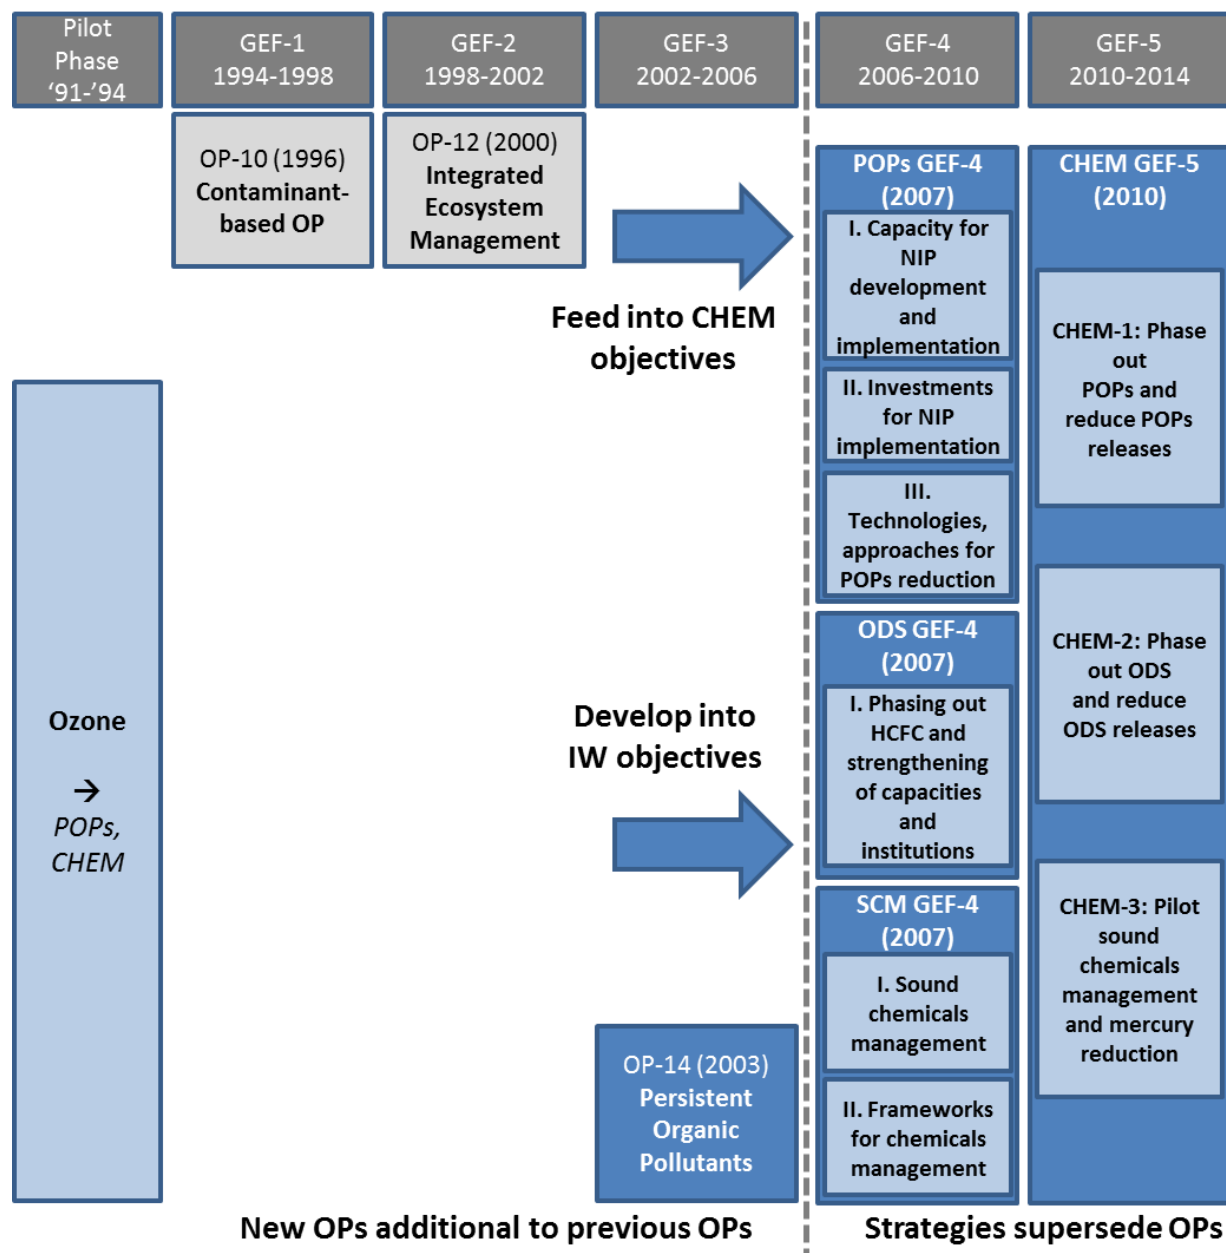 Pilot
Phase
‘91-’94
GEF-1
1994-1998
GEF-2
1998-2002
GEF-3
2002-2006
GEF-4
2006-2010
GEF-5
2010-2014
OP-10 (1996)
Contaminant-
based OP
OP-12 (2000)
Integrated
Ecosystem
Management
Feed into CHEM
objectives
Ozone
→
POPs,
CHEM
Develop into
IW objectives
OP-14 (2003)
Persistent
Organic
Pollutants
POPs GEF-4
(2007)
I. Capacity for
NIP
development
and
implementation
II. Investments
for NIP
implementation
III.
Technologies,
approaches for
POPs reduction
ODS GEF-4
(2007)
I. Phasing out
HCFC and
strengthening
of capacities
and
institutions
SCM GEF-4
(2007)
I. Sound
chemicals
management
II. Frameworks
for chemicals
management
CHEM GEF-5
(2010)
CHEM-1: Phase
out
POPs and
reduce POPs
releases
CHEM-2: Phase
out ODS
and reduce
ODS releases
CHEM-3: Pilot
sound
chemicals
management
and mercury
reduction
New OPs additional to previous OPs
Strategies supersede OPs